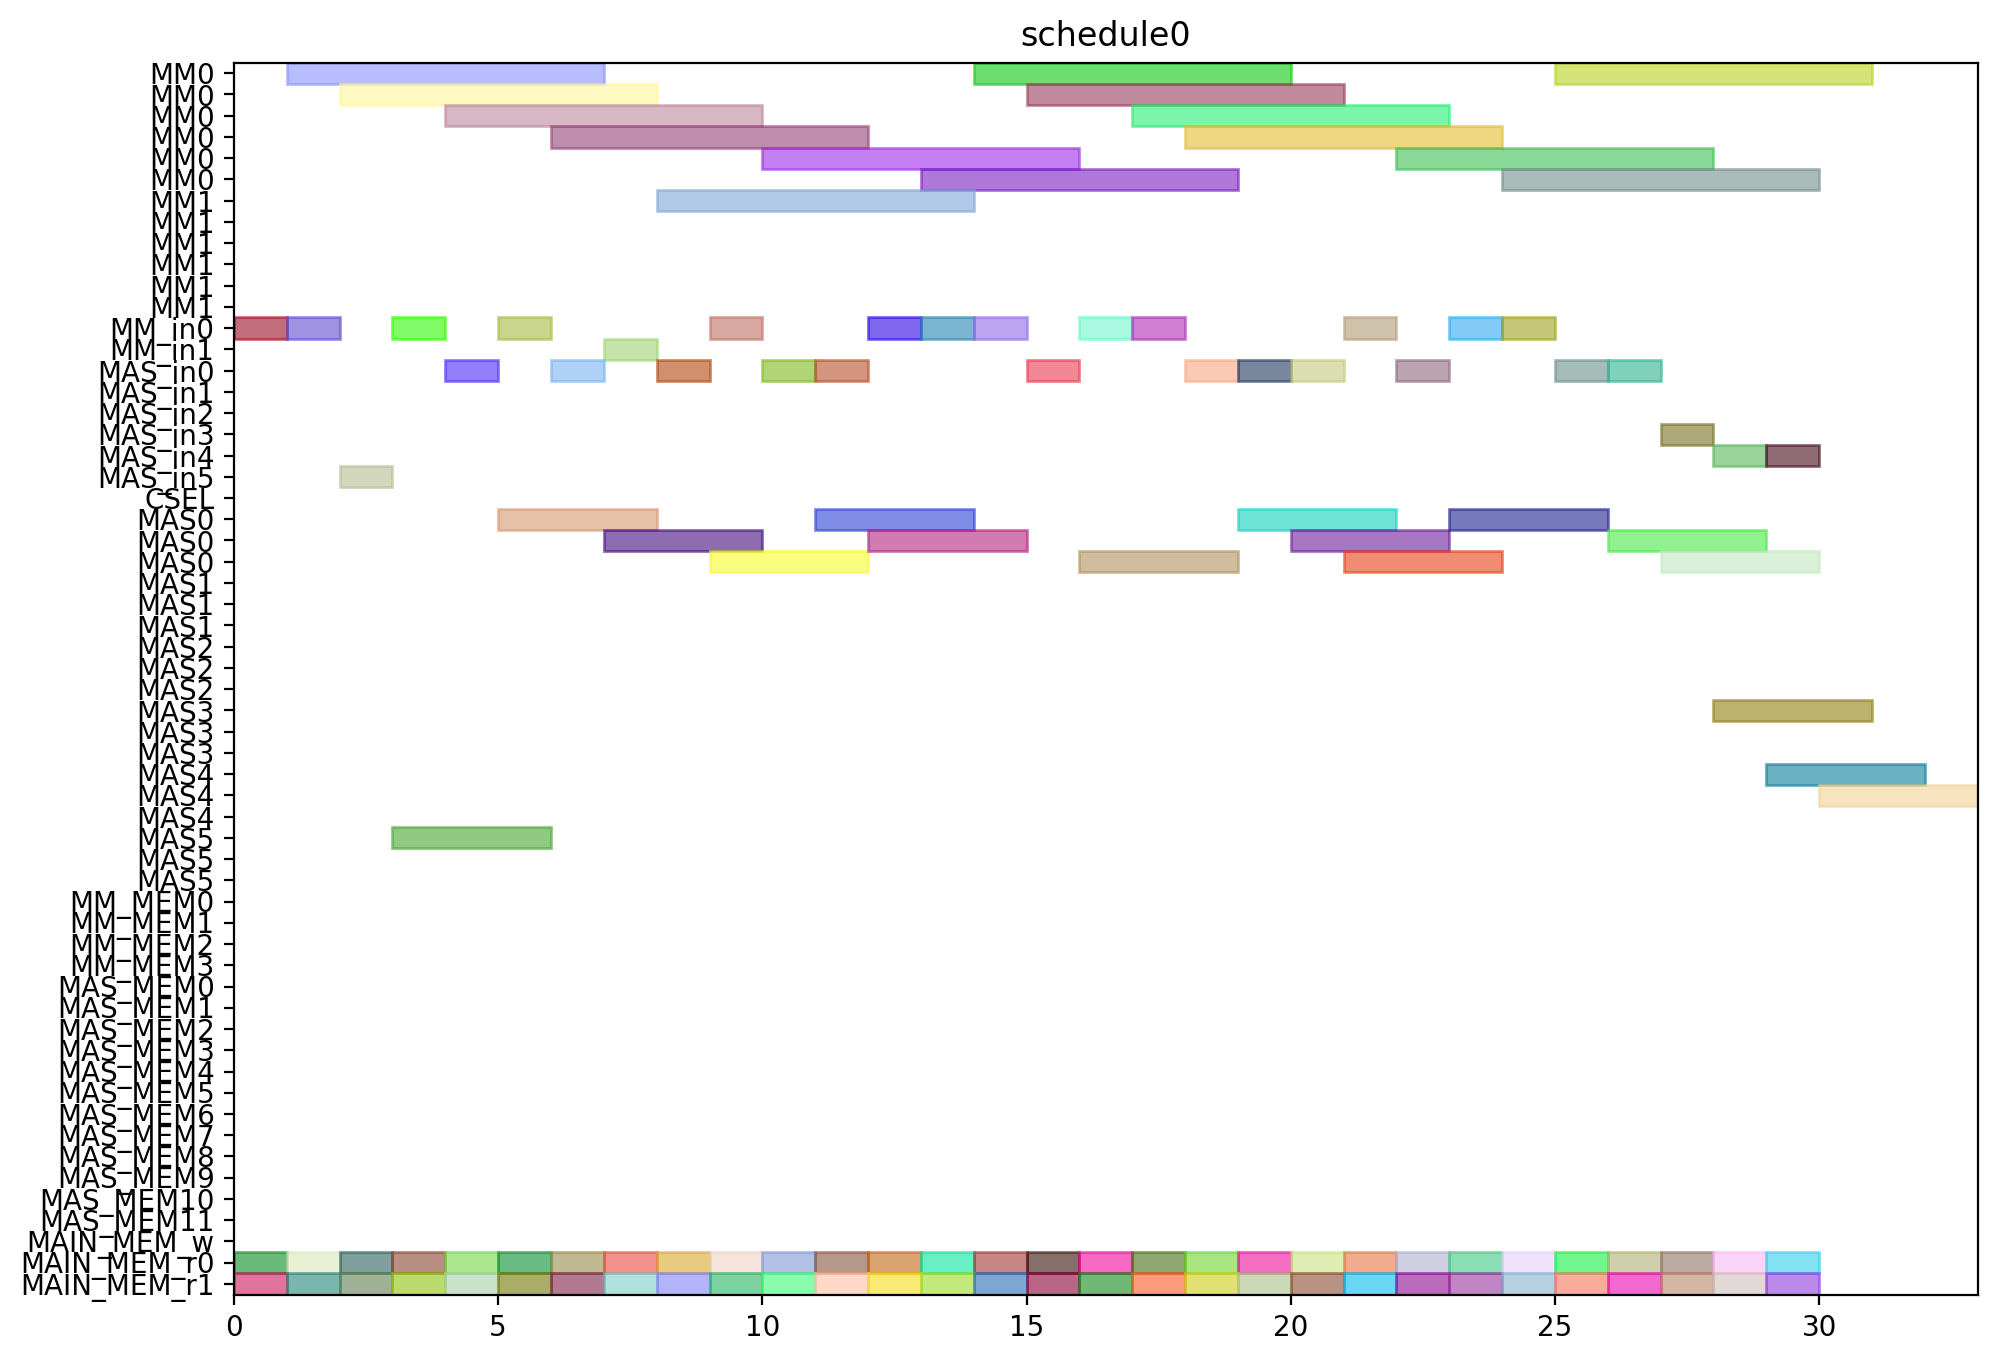 schedule0
MM0
MM0
MM0
MM0
MM0
MM0
MM1
MM1
MM1
MM1
MM1
MM1
MM_in0
MM_in1
MAS_in0
MAS_in1
MAS_in2
MAS_in3
MAS_in4
MAS_in5
CSEL
MAS0
MAS0
MAS0
MAS1
MAS1
MAS1
MAS2
MAS2
MAS2
MAS3
MAS3
MAS3
MAS4
MAS4
MAS4
MAS5
MAS5
MAS5
MM_MEM0
MM_MEM1
MM_MEM2
MM_MEM3
MAS_MEM0
MAS_MEM1
MAS_MEM2
MAS_MEM3
MAS_MEM4
MAS_MEM5
MAS_MEM6
MAS_MEM7
MAS_MEM8
MAS_MEM9
MAS_MEM10
MAS_MEM11
MAIN_MEM_w
MAIN_MEM_r0
MAIN_MEM_r1
0 5 10 15 20 25 30